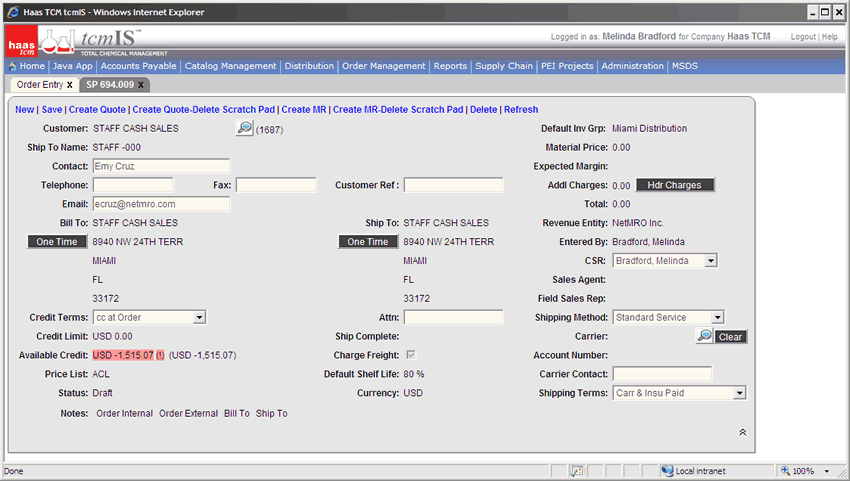 Haas TCM tcmIS - Windows Internet Explorer
haas tcm tcmIS™ TOTAL CHEMICAL MANAGEMENT
Logged in as: Melinda Bradford for Company Haas TCM Logout | Help
Home | Java App | Accounts Payable | Catalog Management | Distribution | Order Management | Reports | Supply Chain | PEI Projects | Administration | MSDS
Order Entry x SP 694.009 x
New | Save | Create Quote | Create Quote-Delete Scratch Pad | Create MR | Create MR-Delete Scratch Pad | Delete | Refresh
Customer: STAFF CASH SALES (1687) Default Inv Grp: Miami Distribution
Ship To Name: STAFF -000 Material Price: 0.00
Contact: Emy Cruz Expected Margin:
Telephone: Fax: Customer Ref : Addl Charges: 0.00 Hdr Charges
Email: ecruz@netmro.com Total: 0.00
Bill To: STAFF CASH SALES Ship To: STAFF CASH SALES Revenue Entity: NetMRO Inc.
One Time 8940 NW 24TH TERR One Time 8940 NW 24TH TERR Entered By: Bradford, Melinda
MIAMI MIAMI CSR: Bradford, Melinda
FL FL Sales Agent:
33172 33172 Field Sales Rep:
Credit Terms: cc at Order Attn: Shipping Method: Standard Service
Credit Limit: USD 0.00 Ship Complete: Carrier: Clear
Available Credit: USD -1,515.07 (!) (USD -1,515.07) Charge Freight: Account Number:
Price List: ACL Default Shelf Life: 80 % Carrier Contact:
Status: Draft Currency: USD Shipping Terms: Carr & Insu Paid
Notes: Order Internal Order External Bill To Ship To
Done Local intranet 100%